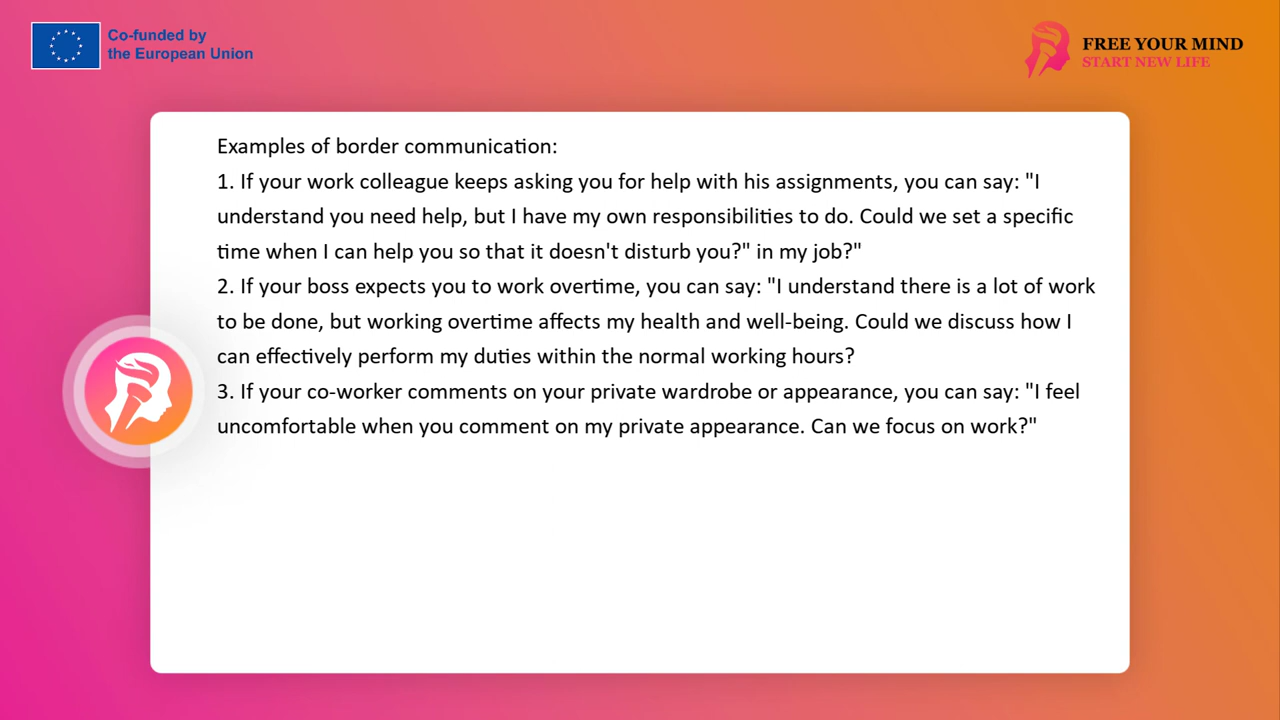 Co-funded by
the European Union
FREE YOUR MIND
START NEW LIFE
Examples of border communication:
1. If your work colleague keeps asking you for help with his assignments, you can say: "I
understand you need help, but I have my own responsibilities to do. Could we set a specific
time when I can help you so that it doesn't disturb you?" in my job?"
2. If your boss expects you to work overtime, you can say: "I understand there is a lot of work
to be done, but working overtime affects my health and well-being. Could we discuss how I
can effectively perform my duties within the normal working hours?
3. If your co-worker comments on your private wardrobe or appearance, you can say: "I feel
uncomfortable when you comment on my private appearance. Can we focus on work?"